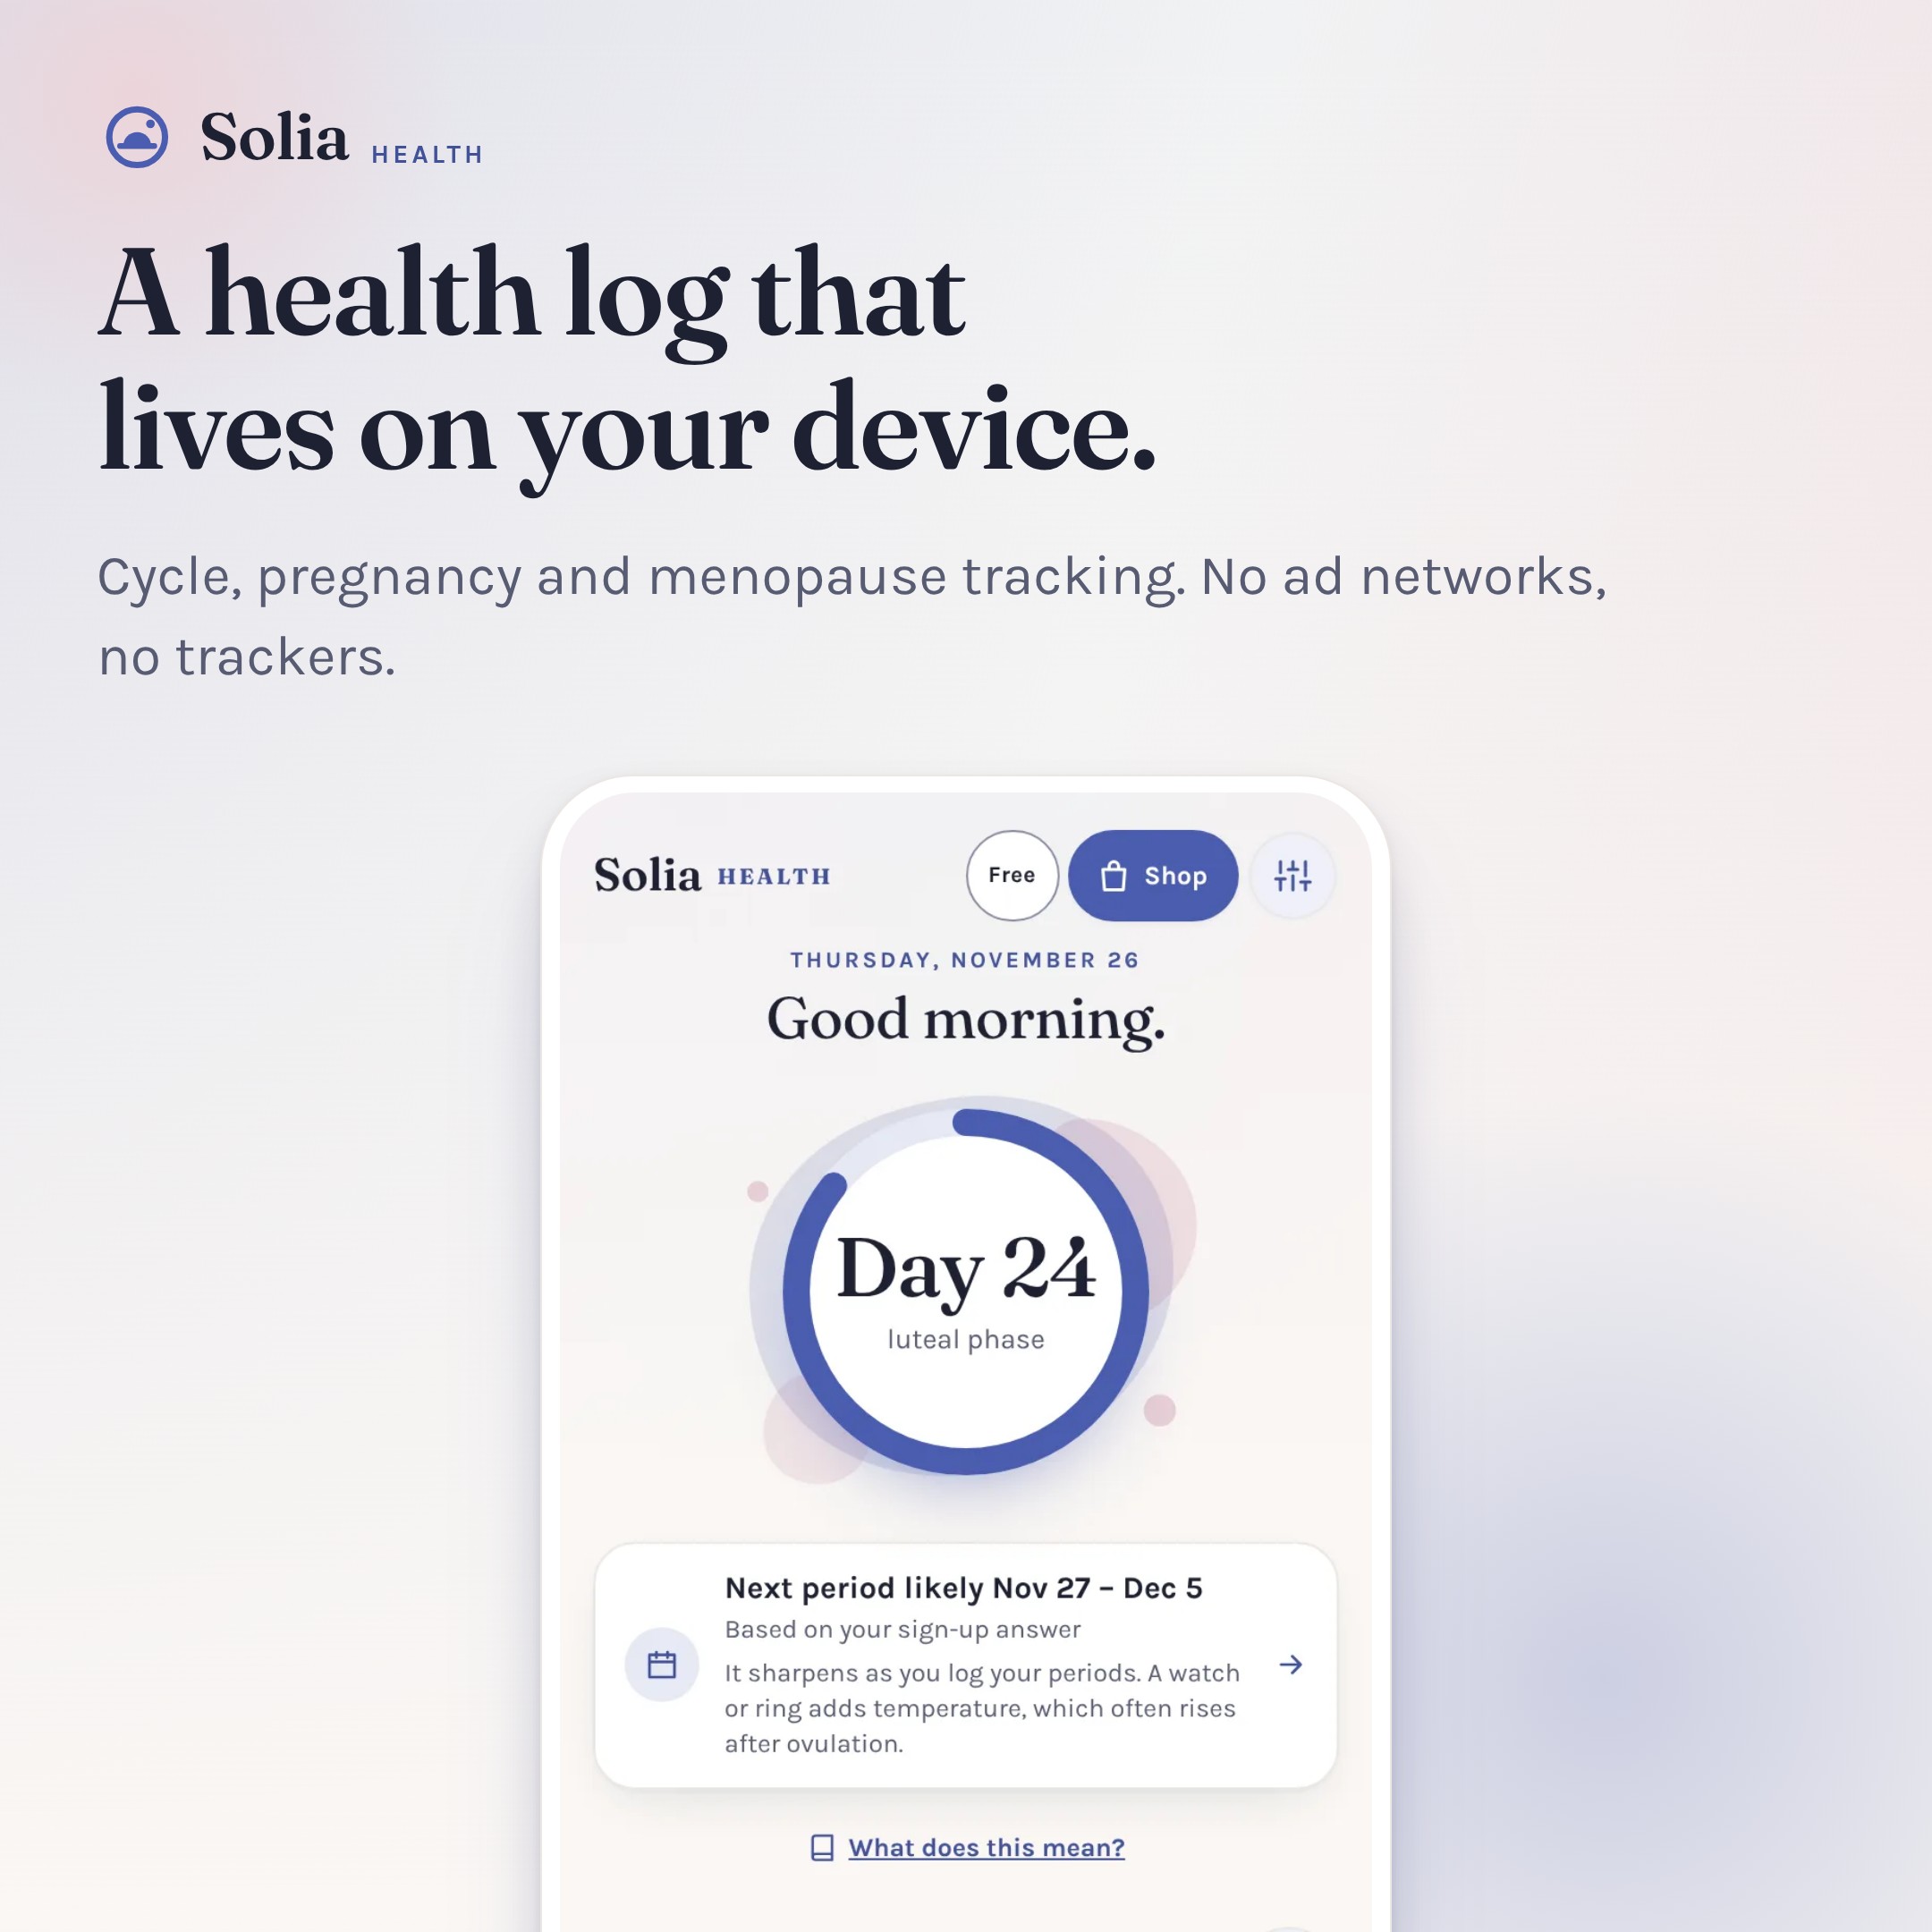 Solia HEALTH
A health log that
lives on your device.
Cycle, pregnancy and menopause tracking. No ad networks,
no trackers.
Solia HEALTH
Free
Shop
THURSDAY, NOVEMBER 26
Good morning.
Day 24
luteal phase
Next period likely Nov 27 – Dec 5
Based on your sign-up answer
It sharpens as you log your periods. A watch
or ring adds temperature, which often rises
after ovulation.
What does this mean?